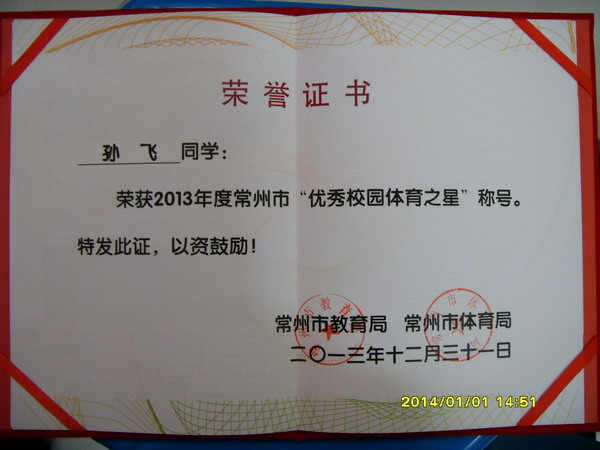 荣誉证书
孙飞 同学：
荣获2013年度常州市“优秀校园体育之星”称号。
特发此证，以资鼓励！
常州市教育局 常州市体育局
二〇一三年十二月三十一日
2014/01/01 14:51